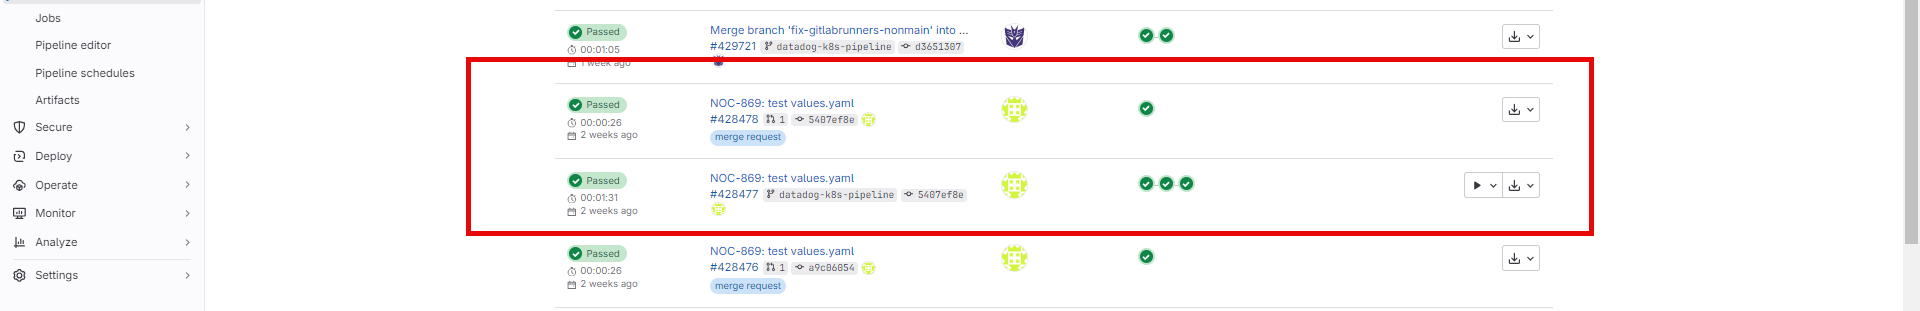 Jobs
Pipeline editor
Pipeline schedules
Artifacts
Secure
Deploy
Operate
Monitor
Analyze
Settings
Passed
00:01:05
1 week ago
Merge branch 'fix-gitlabrunners-nonmain' into ...
#429721 datadog-k8s-pipeline d3651307
Passed
00:00:26
2 weeks ago
NOC-869: test values.yaml
#428478 1 5407ef8e
merge request
Passed
00:01:31
2 weeks ago
NOC-869: test values.yaml
#428477 datadog-k8s-pipeline 5407ef8e
Passed
00:00:26
2 weeks ago
NOC-869: test values.yaml
#428476 1 a9c06054
merge request